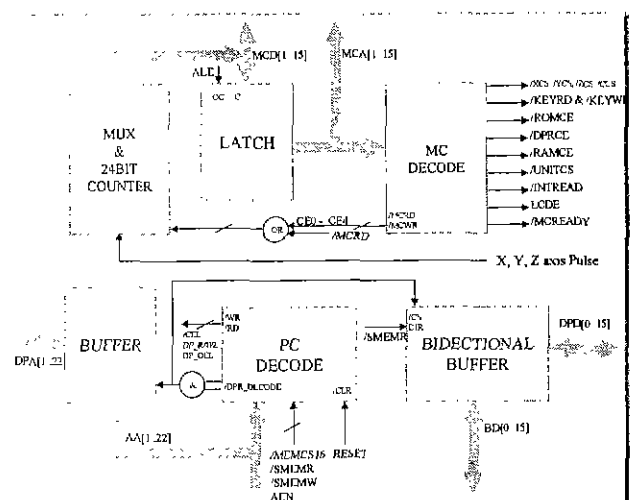 MCD[1 15]
MCA[1 15]
ALE
OC C
MUX
&
24BIT
COUNTER
LATCH
MC
DECODE
/KEYRD & /KEYWR
/ROMCE
/DPRCE
/RAMCE
/UNITCS
/INTREAD
LCDE
/MCREADY
OR
CE0 - CE4
/MCRD
/MCRD
/MCWR
X, Y, Z axis Pulse
BUFFER
DPA[1 22]
/WR
/RD
PC
DECODE
/SMEMR
DIR
BIDECTIONAL
BUFFER
DPD[0 15]
&
/DPR_DECODE
/CLR
AA[1 22]
/MEMCS16 RESET
/SMEMR
/SMEMW
AEN
BD[0 15]